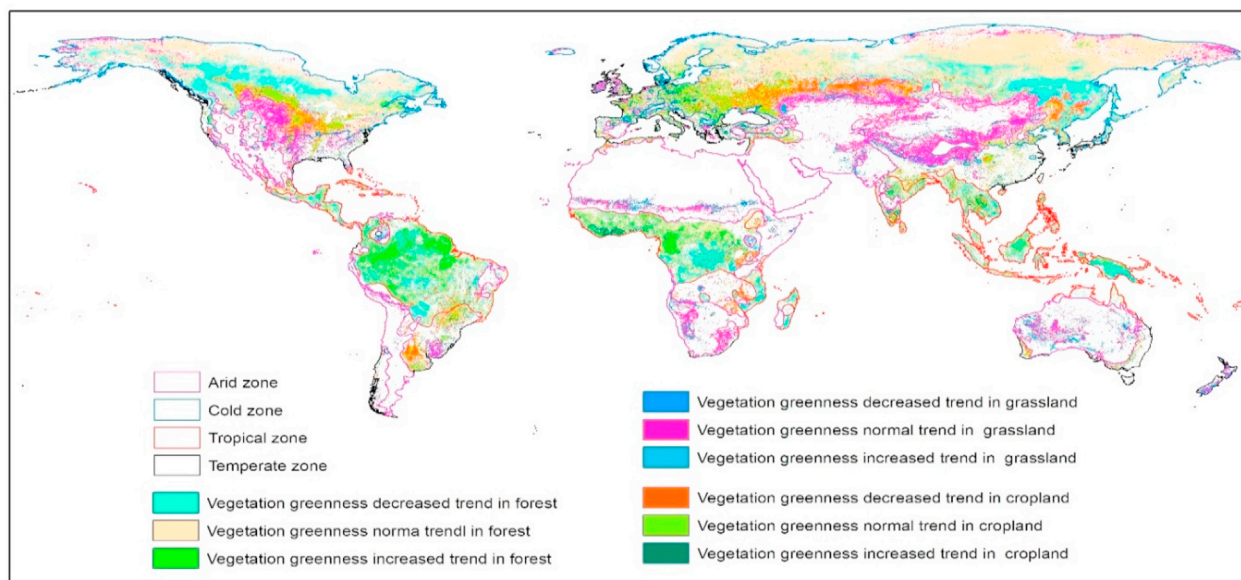 Arid zone
Cold zone
Tropical zone
Temperate zone
Vegetation greenness decreased trend in forest
Vegetation greenness norma trendl in forest
Vegetation greenness increased trend in forest
Vegetation greenness decreased trend in grassland
Vegetation greenness normal trend in grassland
Vegetation greenness increased trend in grassland
Vegetation greenness decreased trend in cropland
Vegetation greenness normal trend in cropland
Vegetation greenness increased trend in cropland